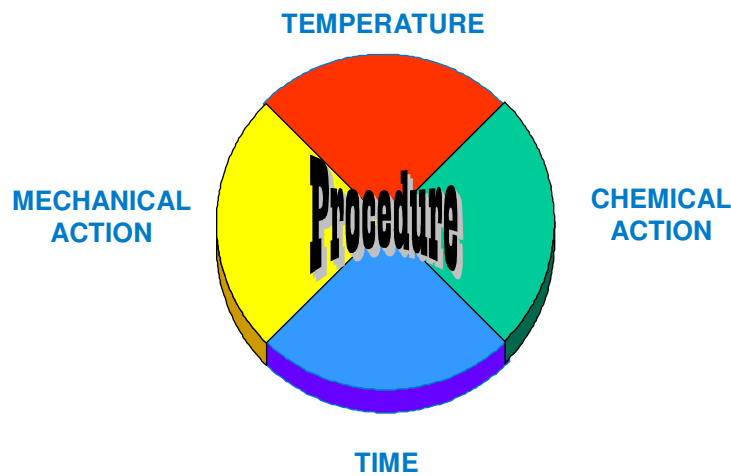 TEMPERATURE
MECHANICAL
ACTION
Procedure
CHEMICAL
ACTION
TIME